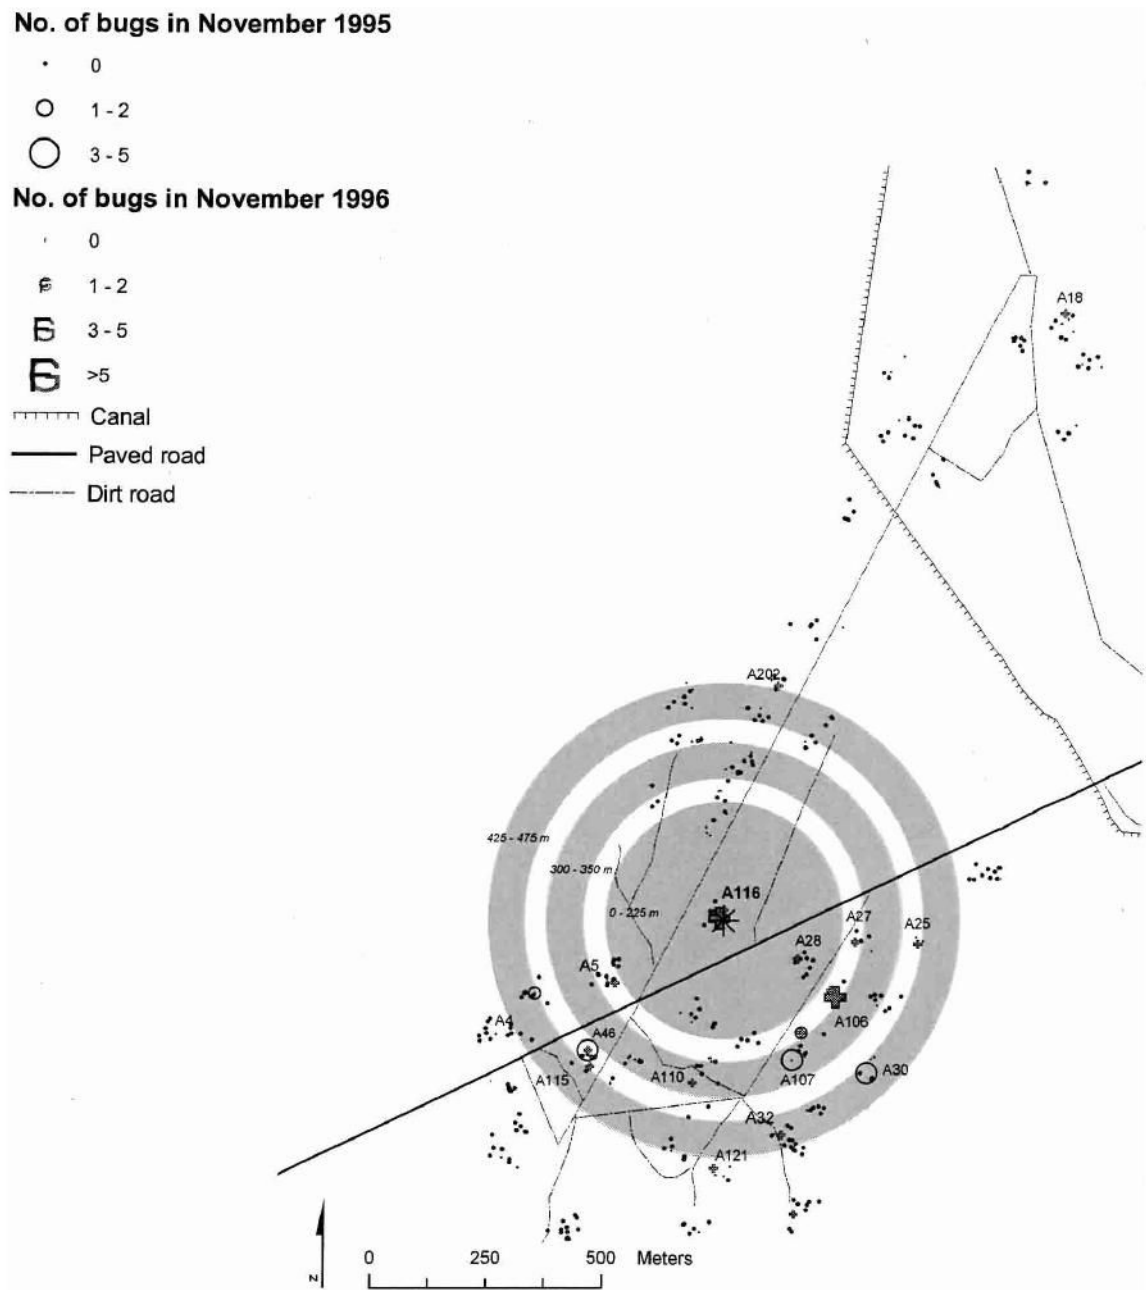 No. of bugs in November 1995
0
1 - 2
3 - 5
No. of bugs in November 1996
0
1 - 2
3 - 5
>5
Canal
Paved road
Dirt road
A18
A202
425 - 475 m
300 - 350 m
0 - 225 m
A116
A27
A25
A28
A5
A4
A46
A106
A115
A110
A107
A30
A32
A121
N
0 250 500 Meters